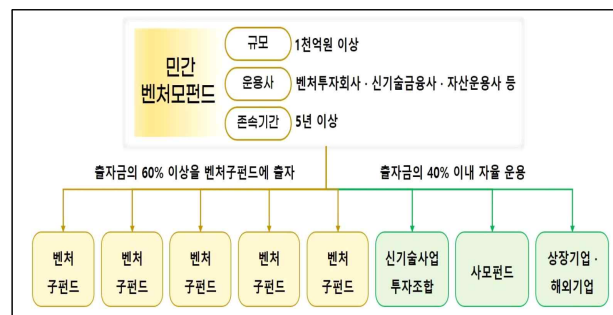 민간
벤처모펀드
규모 1천억원 이상
운용사 벤처투자회사·신기술금융사·자산운용사 등
존속기간 5년 이상
출자금의 60% 이상을 벤처자펀드에 출자
출자금의 40% 이내 자율 운용
벤처
子펀드
벤처
子펀드
벤처
子펀드
벤처
子펀드
벤처
子펀드
신기술사업
투자조합
사모펀드
상장기업·
해외기업